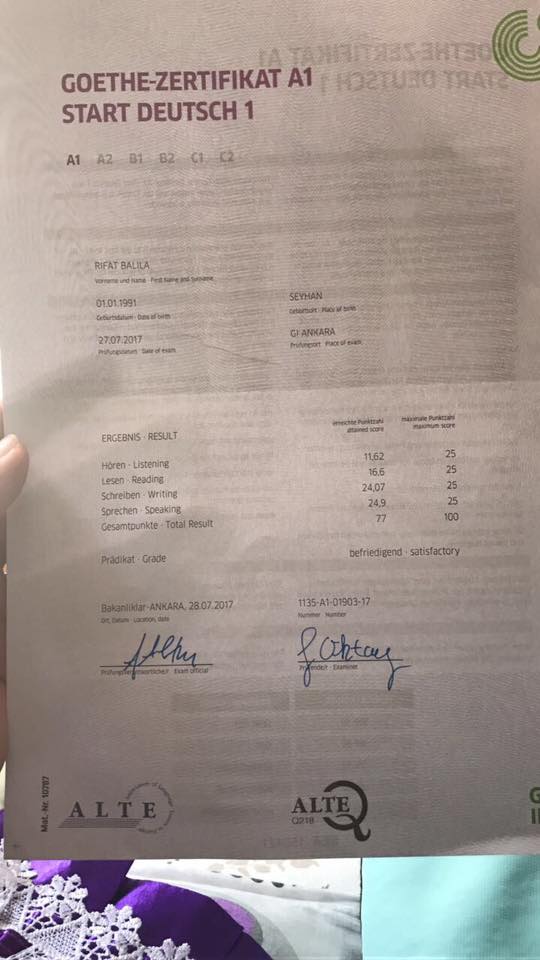 GOETHE-ZERTIFIKAT A1
START DEUTSCH 1
A1 A2 B1 B2 C1 C2
RIFAT BALILA
Vorname und Name · First Name and Surname
01.01.1991
Geburtsdatum · Date of birth
SEYHAN
Geburtsort · Place of birth
27.07.2017
Prüfungsdatum · Date of exam
GI ANKARA
Prüfungsort · Place of exam
ERGEBNIS · RESULT
erreichte Punktzahl
attained score
maximale Punktzahl
maximum score
Hören · Listening 11,62 25
Lesen · Reading 16,6 25
Schreiben · Writing 24,07 25
Sprechen · Speaking 24,9 25
Gesamtpunkte · Total Result 77 100
Prädikat · Grade befriedigend · satisfactory
Bakanliklar-ANKARA, 28.07.2017
Ort, Datum · Location, date
1135-A1-01903-17
Nummer · Number
Prüfungsverantwortliche/r · Exam official
Prüfende/r · Examiner
Mat.-Nr. 10787
ALTE
ALTE
Q218